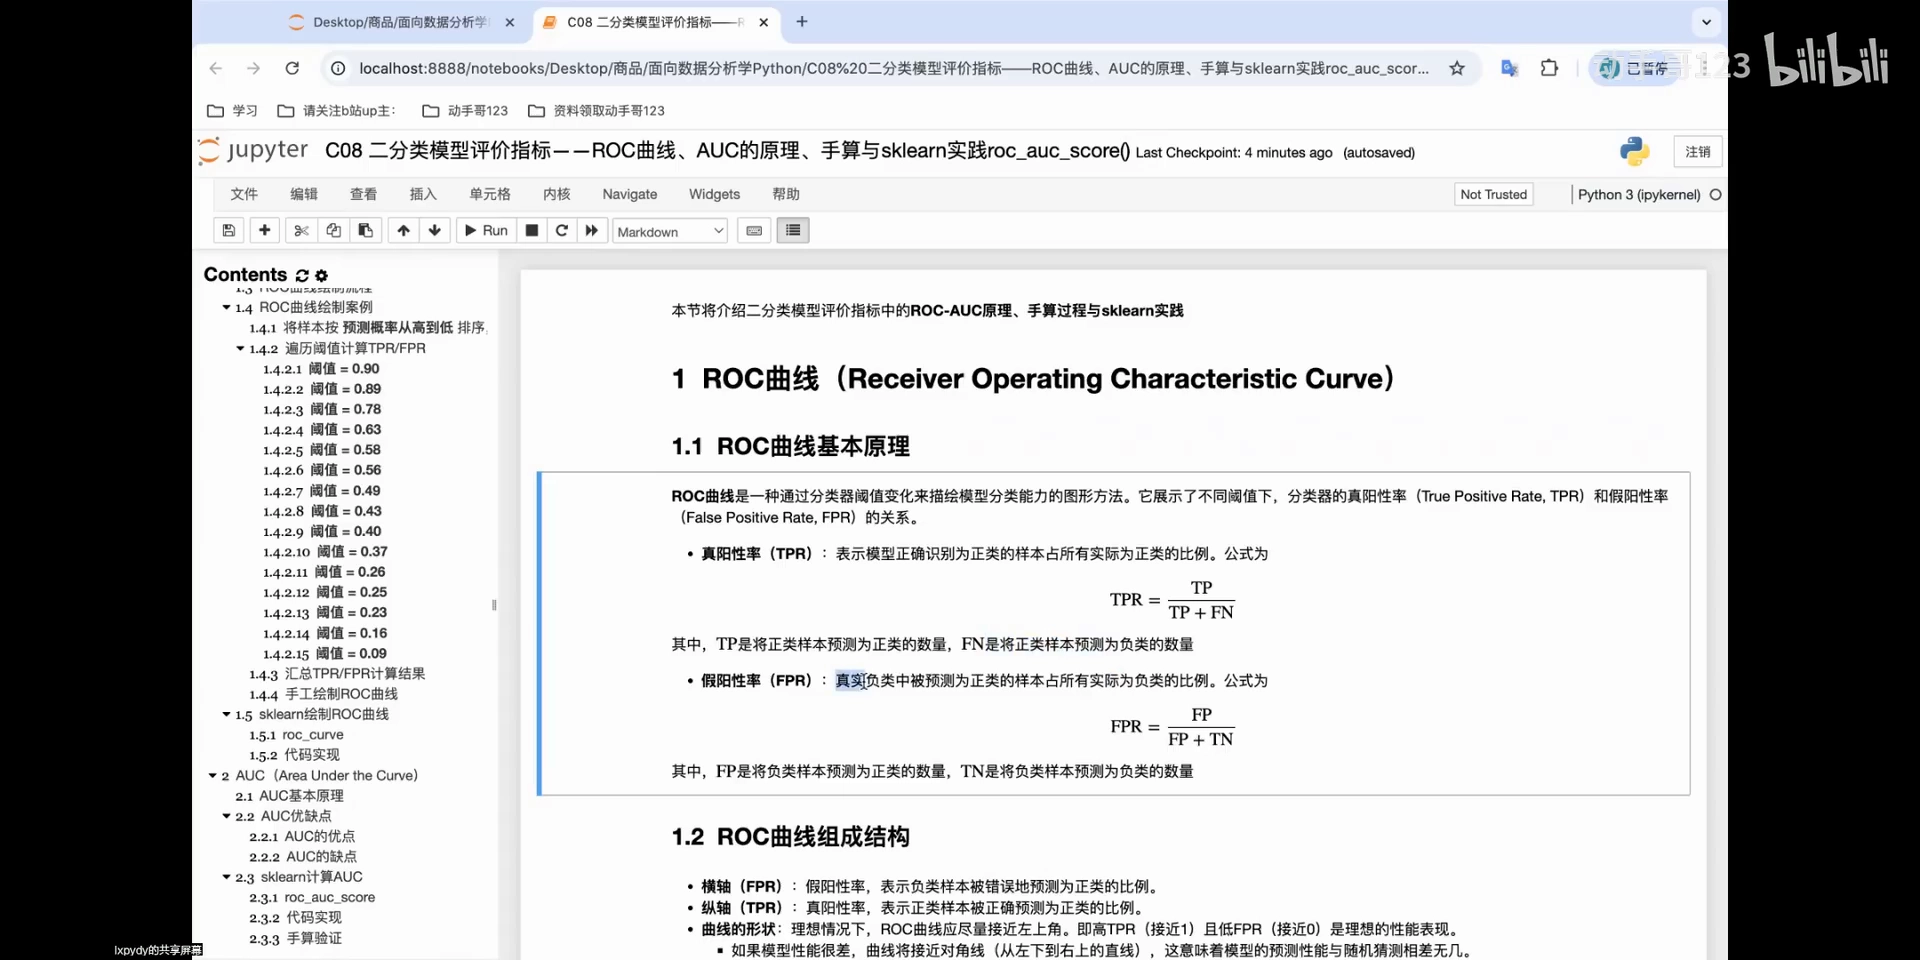 Desktop/商品/面向数据分析学
C08 二分类模型评价指标——R
localhost:8888/notebooks/Desktop/商品/面向数据分析学Python/C08%20二分类模型评价指标——ROC曲线、AUC的原理、手算与sklearn实践roc_auc_scor...
已暂停
哥123
bilibili
学习
请关注b站up主:
动手哥123
资料领取动手哥123
jupyter
C08 二分类模型评价指标——ROC曲线、AUC的原理、手算与sklearn实践roc_auc_score()
Last Checkpoint: 4 minutes ago (autosaved)
注销
文件 编辑 查看 插入 单元格 内核 Navigate Widgets 帮助
Not Trusted
Python 3 (ipykernel)
Run
Markdown
Contents
1.3 ROC曲线绘制流程
1.4 ROC曲线绘制案例
1.4.1 将样本按 预测概率从高到低 排序,
1.4.2 遍历阈值计算TPR/FPR
1.4.2.1 阈值 = 0.90
1.4.2.2 阈值 = 0.89
1.4.2.3 阈值 = 0.78
1.4.2.4 阈值 = 0.63
1.4.2.5 阈值 = 0.58
1.4.2.6 阈值 = 0.56
1.4.2.7 阈值 = 0.49
1.4.2.8 阈值 = 0.43
1.4.2.9 阈值 = 0.40
1.4.2.10 阈值 = 0.37
1.4.2.11 阈值 = 0.26
1.4.2.12 阈值 = 0.25
1.4.2.13 阈值 = 0.23
1.4.2.14 阈值 = 0.16
1.4.2.15 阈值 = 0.09
1.4.3 汇总TPR/FPR计算结果
1.4.4 手工绘制ROC曲线
1.5 sklearn绘制ROC曲线
1.5.1 roc_curve
1.5.2 代码实现
2 AUC（Area Under the Curve）
2.1 AUC基本原理
2.2 AUC优缺点
2.2.1 AUC的优点
2.2.2 AUC的缺点
2.3 sklearn计算AUC
2.3.1 roc_auc_score
2.3.2 代码实现
2.3.3 手算验证
本节将介绍二分类模型评价指标中的ROC-AUC原理、手算过程与sklearn实践
1 ROC曲线（Receiver Operating Characteristic Curve）
1.1 ROC曲线基本原理
ROC曲线是一种通过分类器阈值变化来描绘模型分类能力的图形方法。它展示了不同阈值下，分类器的真阳性率（True Positive Rate, TPR）和假阳性率
（False Positive Rate, FPR）的关系。
• 真阳性率（TPR）：表示模型正确识别为正类的样本占所有实际为正类的比例。公式为
TPR = TP / (TP + FN)
其中，TP是将正类样本预测为正类的数量，FN是将正类样本预测为负类的数量
• 假阳性率（FPR）：真实负类中被预测为正类的样本占所有实际为负类的比例。公式为
FPR = FP / (FP + TN)
其中，FP是将负类样本预测为正类的数量，TN是将负类样本预测为负类的数量
1.2 ROC曲线组成结构
• 横轴（FPR）：假阳性率，表示负类样本被错误地预测为正类的比例。
• 纵轴（TPR）：真阳性率，表示正类样本被正确预测为正类的比例。
• 曲线的形状：理想情况下，ROC曲线应尽量接近左上角。即高TPR（接近1）且低FPR（接近0）是理想的性能表现。
▪ 如果模型性能很差，曲线将接近对角线（从左下到右上的直线），这意味着模型的预测性能与随机猜测相差无几。
lxpydy的共享屏幕